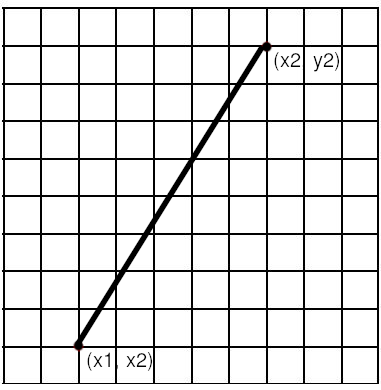 (x2 y2)
(x1, x2)